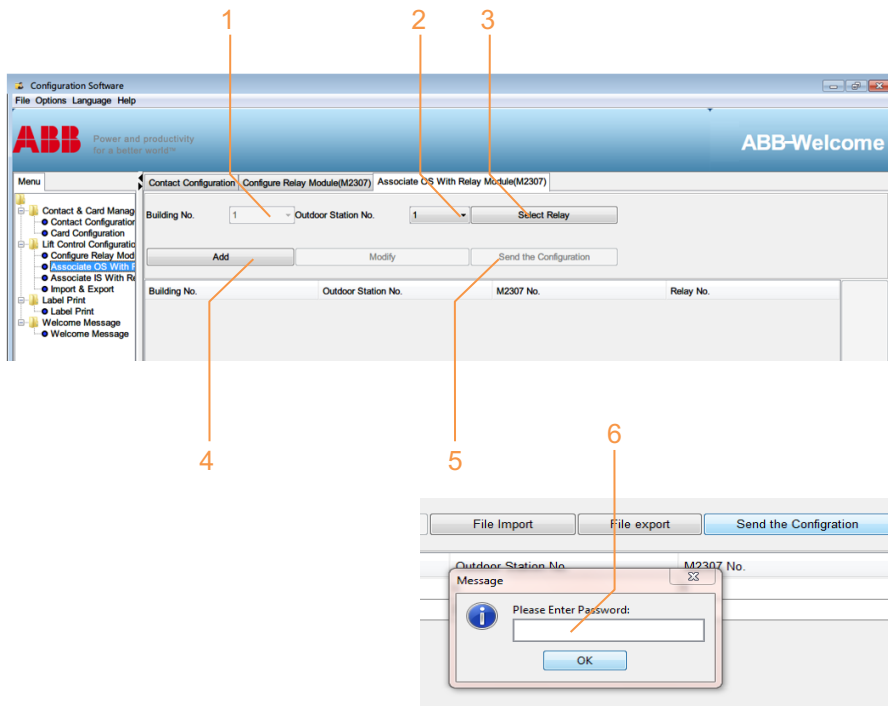 1 2 3
Configuration Software
File Options Language Help
ABB Power and productivity
for a better world™
ABB-Welcome
Menu
Contact Configuration Configure Relay Module(M2307) Associate OS With Relay Module(M2307)
Contact & Card Manag
Contact Configuration
Card Configuration
Lift Control Configuratio
Configure Relay Mod
Associate OS With R
Associate IS With Re
Import & Export
Label Print
Label Print
Welcome Message
Welcome Message
Building No. 1 Outdoor Station No. 1 Select Relay
Add Modify Send the Configuration
Building No. Outdoor Station No. M2307 No. Relay No.
4 5 6
File Import File export Send the Configration
Outdoor Station No. M2307 No.
Message
Please Enter Password:
OK